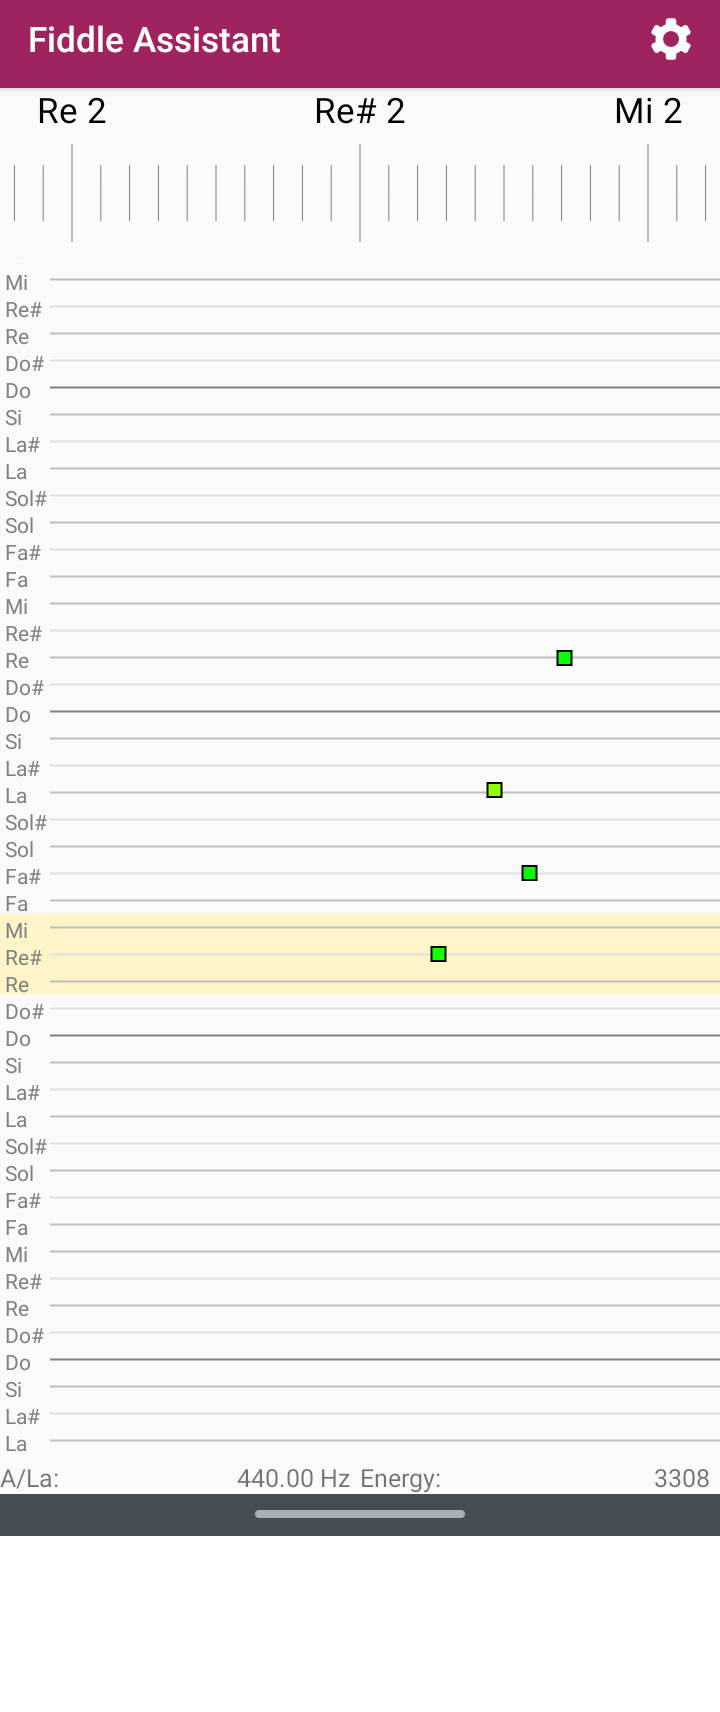 Fiddle Assistant
Re 2 Re# 2 Mi 2
Mi
Re#
Re
Do#
Do
Si
La#
La
Sol#
Sol
Fa#
Fa
Mi
Re#
Re
Do#
Do
Si
La#
La
Sol#
Sol
Fa#
Fa
Mi
Re#
Re
Do#
Do
Si
La#
La
Sol#
Sol
Fa#
Fa
Mi
Re#
Re
Do#
Do
Si
La#
La
A/La: 440.00 Hz Energy: 3308